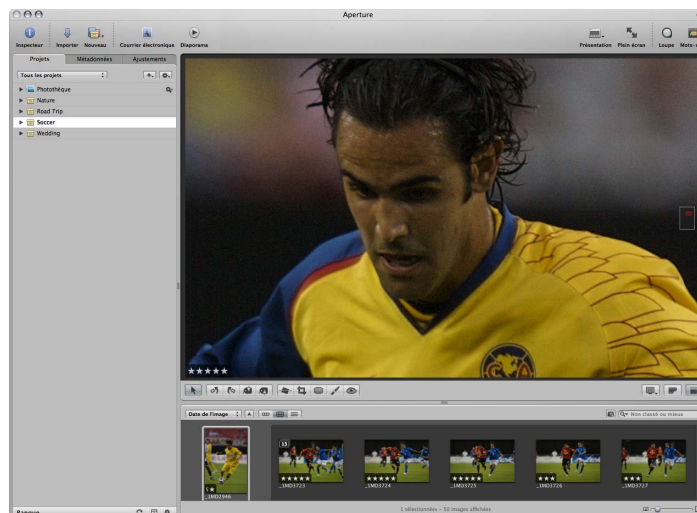 Aperture
Inspecteur Importer Nouveau Courrier électronique Diaporama Présentation Plein écran Loupe
Projets Métadonnées Ajustements
Tous les projets
Photothèque
Nature
Road Trip
Soccer
Wedding
★★★★★
Date de l'image
Non classé ou mieux
33
_1MD2946
★★★★★
_1MD3723
★★★★★
_1MD3724
★★★★★
_1MD3725
★★★
_1MD3726
★★★
_1MD3727
1 sélectionnées – 50 images affichées